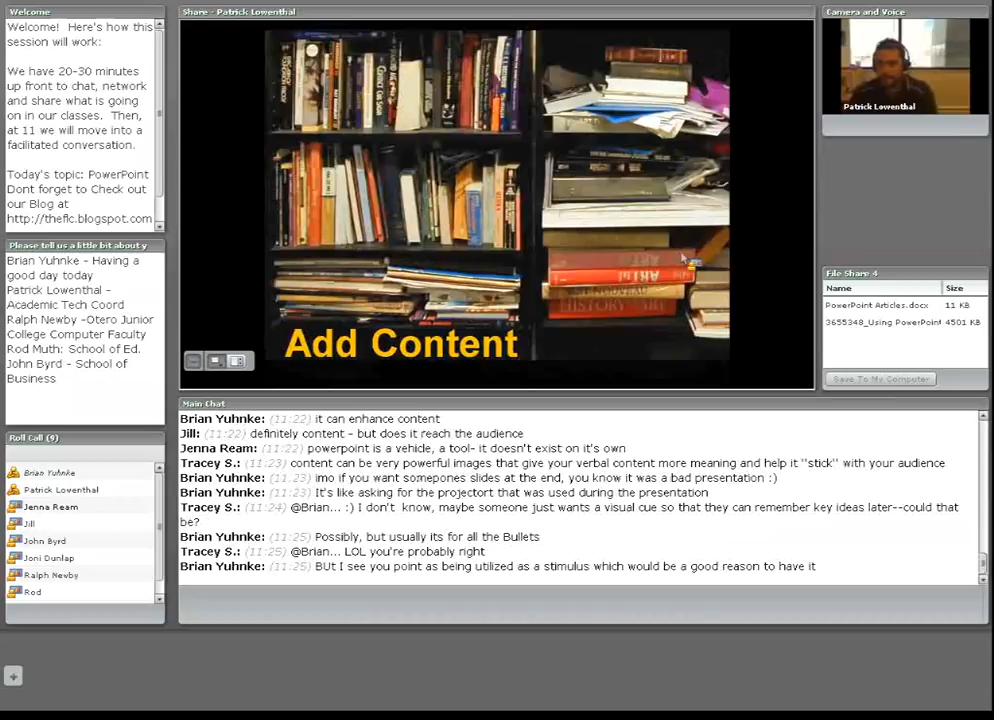 Welcome
Welcome! Here's how this
session will work:
We have 20-30 minutes
up front to chat, network
and share what is going
on in our classes. Then,
at 11 we will move into a
facilitated conversation.
Today's topic: PowerPoint
Dont forget to Check out
our Blog at
http://theflc.blogspot.com
Please tell us a little bit about y
Brian Yuhnke - Having a
good day today
Patrick Lowenthal -
Academic Tech Coord
Ralph Newby -Otero Junior
College Computer Faculty
Rod Muth: School of Ed.
John Byrd - School of
Business
Roll Call (9)
Brian Yuhnke
Patrick Lowenthal
Jenna Ream
Jill
John Byrd
Joni Dunlap
Ralph Newby
Rod
Share - Patrick Lowenthal
HISTORY
ART
Add Content
Main Chat
Brian Yuhnke: (11:22) it can enhance content
Jill: (11:22) definitely content - but does it reach the audience
Jenna Ream: (11:22) powerpoint is a vehicle, a tool- it doesn't exist on it's own
Tracey S.: (11:23) content can be very powerful images that give your verbal content more meaning and help it "stick" with your audience
Brian Yuhnke: (11:23) imo if you want somepones slides at the end, you know it was a bad presentation :)
Brian Yuhnke: (11:23) It's like asking for the projectort that was used during the presentation
Tracey S.: (11:24) @Brian... :) I don't know, maybe someone just wants a visual cue so that they can remember key ideas later--could that
be?
Brian Yuhnke: (11:25) Possibly, but usually its for all the Bullets
Tracey S.: (11:25) @Brian... LOL you're probably right
Brian Yuhnke: (11:25) BUt I see you point as being utilized as a stimulus which would be a good reason to have it
Camera and Voice
Patrick Lowenthal
File Share 4
Name Size
PowerPoint Articles.docx 11 KB
3655348_Using PowerPoint 4501 KB
Save To My Computer